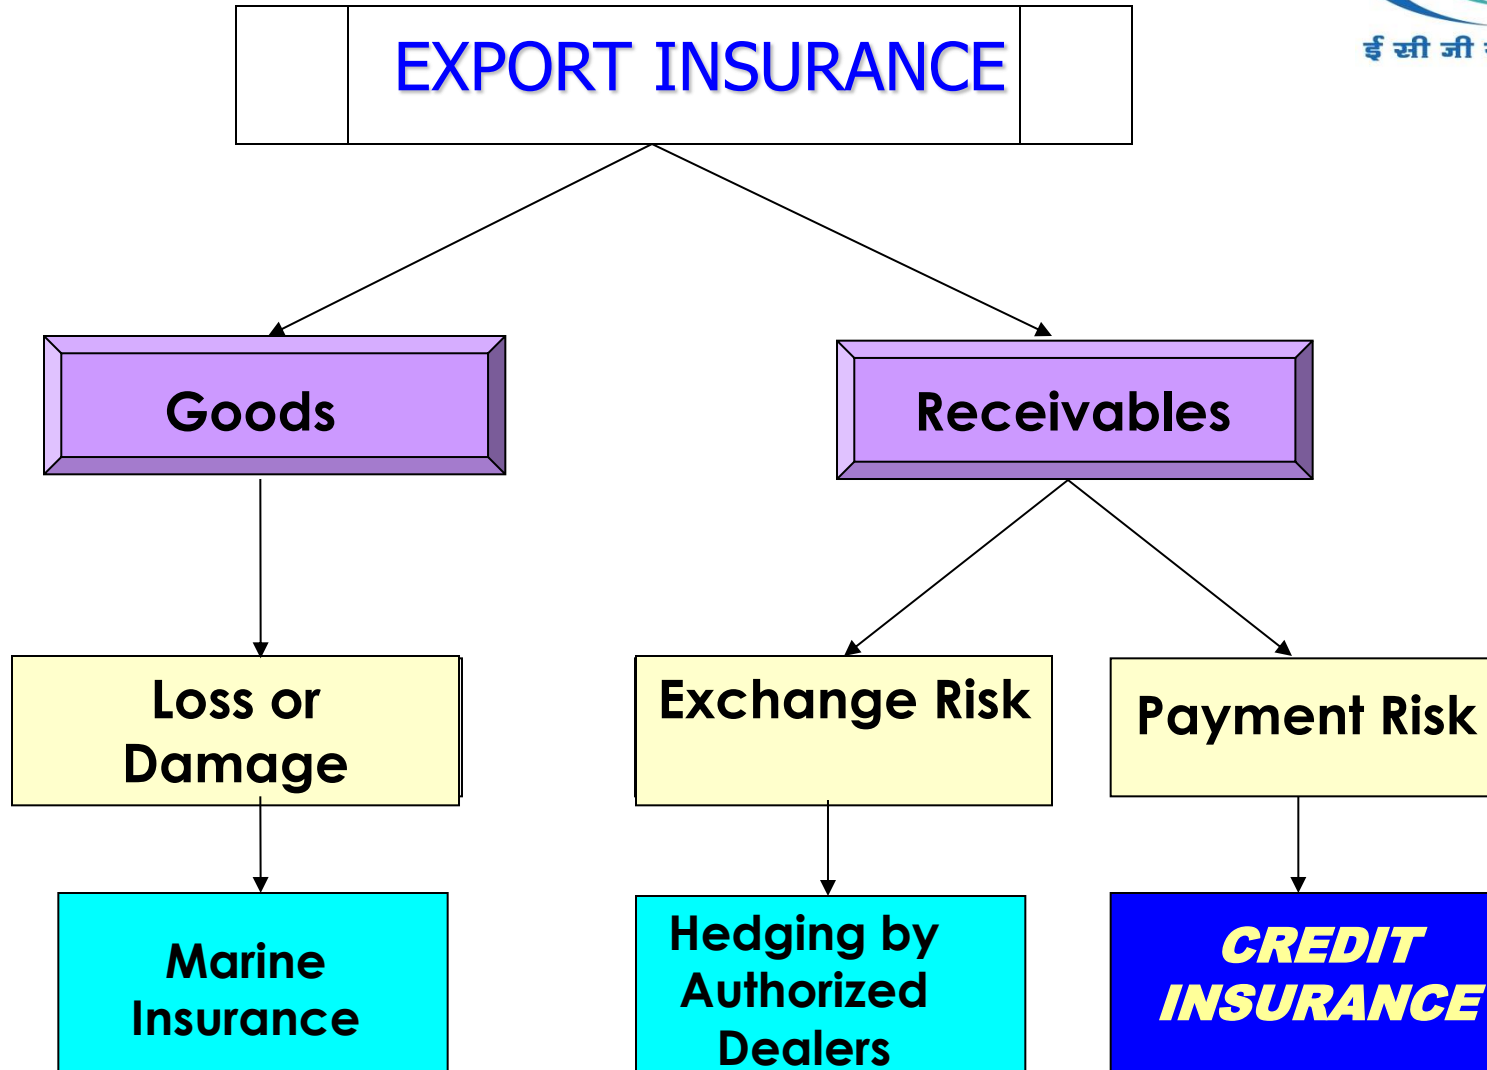 EXPORT INSURANCE
ई सी जी
Goods
Receivables
Loss or
Damage
Exchange Risk
Payment Risk
Marine
Insurance
Hedging by
Authorized
Dealers
CREDIT
INSURANCE